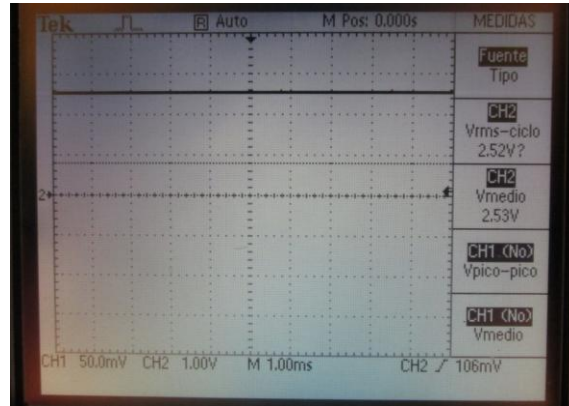 Tek R Auto M Pos: 0.000s MEDIDAS
Fuente
Tipo
CH2
Vrms-ciclo
2.52V?
CH2
Vmedio
2.53V
2
CH1 (No)
Vpico-pico
CH1 (No)
Vmedio
CH1 50.0mV CH2 1.00V M 1.00ms CH2 106mV